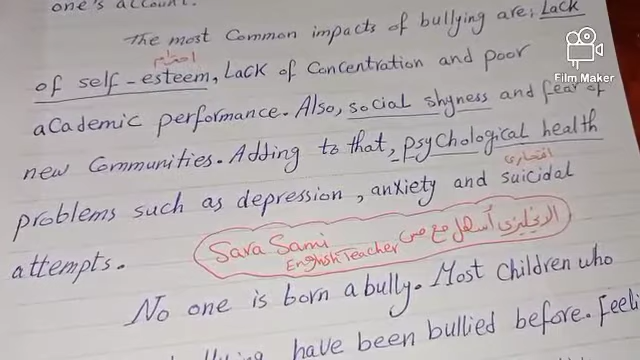 one's account.
The most Common impacts of bullying are; Lack
احترام
of self-esteem, Lack of Concentration and poor
academic performance. Also, social shyness and fear of
new Communities. Adding to that, psychological health
problems such as depression, anxiety and suicidal
attempts.
Sara Sami
English Teacher
الانجليزي أسهل مع مس
No one is born a bully. Most Children who
have been bullied before. Feeli
Film Maker